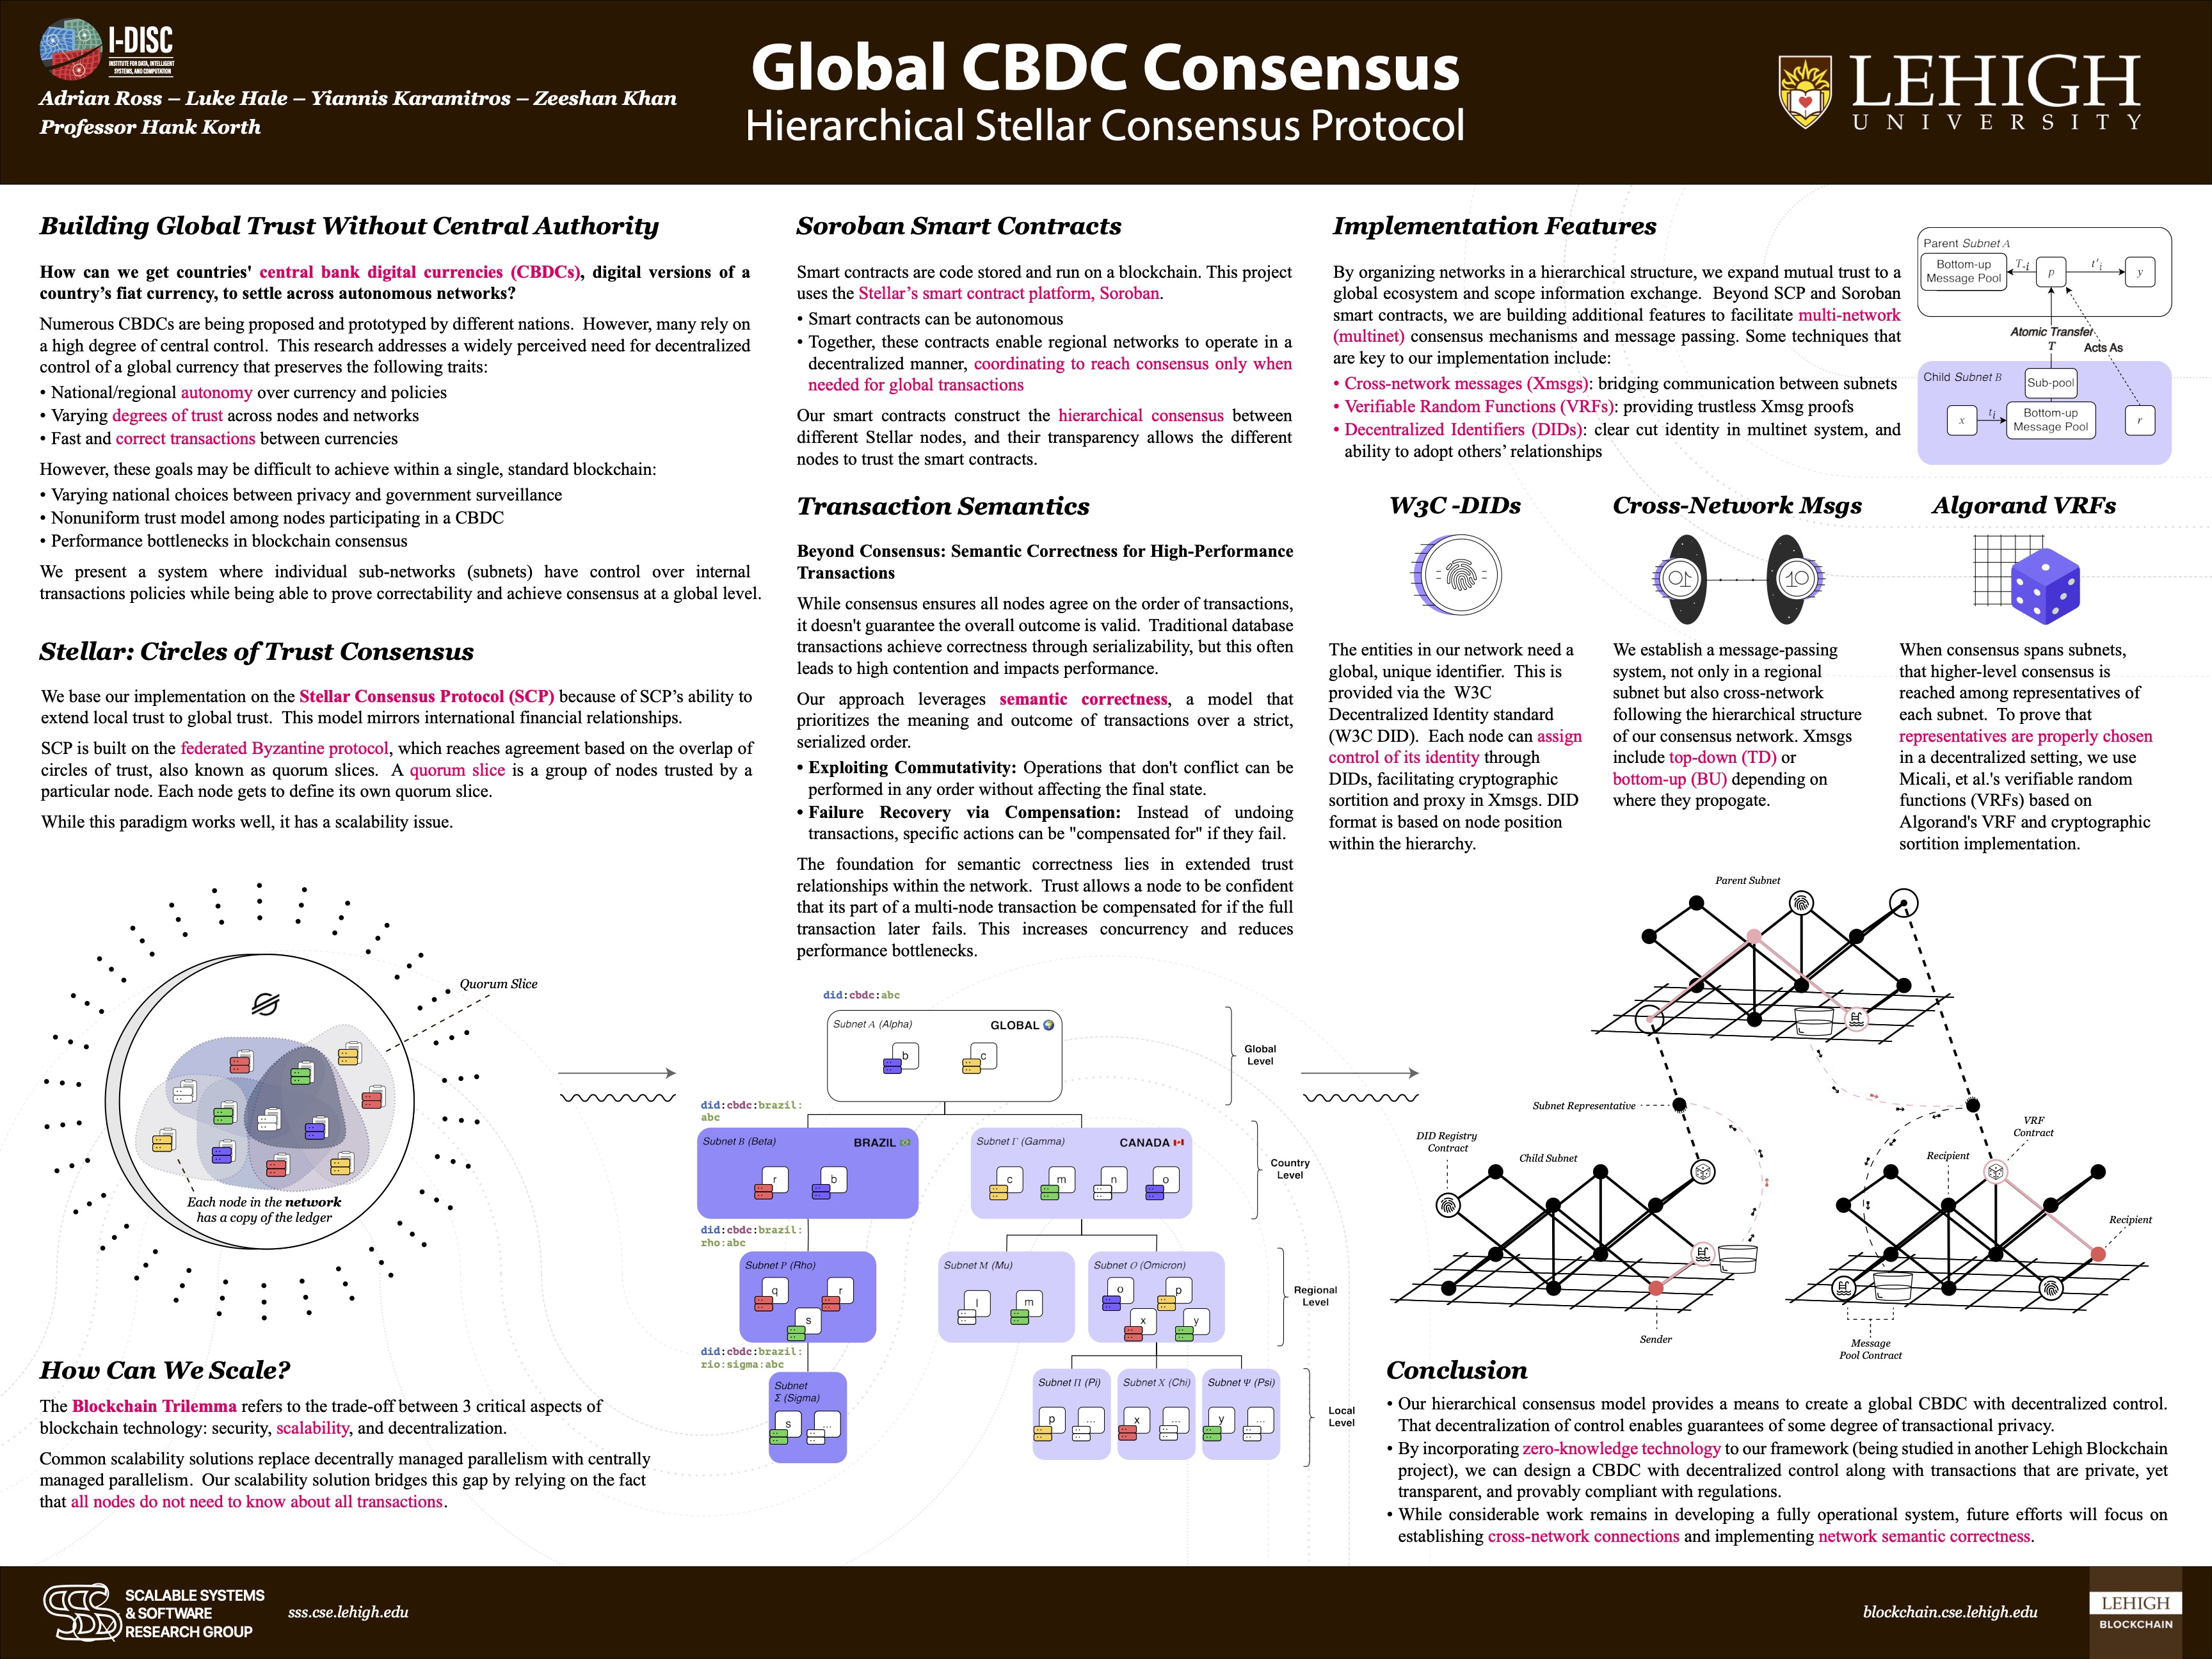 I-DISC
INSTITUTE FOR DATA, INTELLIGENT
SYSTEMS, AND COMPUTATION
Adrian Ross – Luke Hale – Yiannis Karamitros – Zeeshan Khan
Professor Hank Korth
Global CBDC Consensus
Hierarchical Stellar Consensus Protocol
LEHIGH
UNIVERSITY
Building Global Trust Without Central Authority
How can we get countries' central bank digital currencies (CBDCs), digital versions of a
country's fiat currency, to settle across autonomous networks?
Numerous CBDCs are being proposed and prototyped by different nations. However, many rely on
a high degree of central control. This research addresses a widely perceived need for decentralized
control of a global currency that preserves the following traits:
• National/regional autonomy over currency and policies
• Varying degrees of trust across nodes and networks
• Fast and correct transactions between currencies
However, these goals may be difficult to achieve within a single, standard blockchain:
• Varying national choices between privacy and government surveillance
• Nonuniform trust model among nodes participating in a CBDC
• Performance bottlenecks in blockchain consensus
We present a system where individual sub-networks (subnets) have control over internal
transactions policies while being able to prove correctability and achieve consensus at a global level.
Stellar: Circles of Trust Consensus
We base our implementation on the Stellar Consensus Protocol (SCP) because of SCP's ability to
extend local trust to global trust. This model mirrors international financial relationships.
SCP is built on the federated Byzantine protocol, which reaches agreement based on the overlap of
circles of trust, also known as quorum slices. A quorum slice is a group of nodes trusted by a
particular node. Each node gets to define its own quorum slice.
While this paradigm works well, it has a scalability issue.
Quorum Slice
Each node in the network
has a copy of the ledger
How Can We Scale?
The Blockchain Trilemma refers to the trade-off between 3 critical aspects of
blockchain technology: security, scalability, and decentralization.
Common scalability solutions replace decentrally managed parallelism with centrally
managed parallelism. Our scalability solution bridges this gap by relying on the fact
that all nodes do not need to know about all transactions.
Soroban Smart Contracts
Smart contracts are code stored and run on a blockchain. This project
uses the Stellar's smart contract platform, Soroban.
• Smart contracts can be autonomous
• Together, these contracts enable regional networks to operate in a
decentralized manner, coordinating to reach consensus only when
needed for global transactions
Our smart contracts construct the hierarchical consensus between
different Stellar nodes, and their transparency allows the different
nodes to trust the smart contracts.
Transaction Semantics
Beyond Consensus: Semantic Correctness for High-Performance
Transactions
While consensus ensures all nodes agree on the order of transactions,
it doesn't guarantee the overall outcome is valid. Traditional database
transactions achieve correctness through serializability, but this often
leads to high contention and impacts performance.
Our approach leverages semantic correctness, a model that
prioritizes the meaning and outcome of transactions over a strict,
serialized order.
• Exploiting Commutativity: Operations that don't conflict can be
performed in any order without affecting the final state.
• Failure Recovery via Compensation: Instead of undoing
transactions, specific actions can be "compensated for" if they fail.
The foundation for semantic correctness lies in extended trust
relationships within the network. Trust allows a node to be confident
that its part of a multi-node transaction be compensated for if the full
transaction later fails. This increases concurrency and reduces
performance bottlenecks.
did:cbdc:abc
Subnet A (Alpha) GLOBAL
b c
Global
Level
did:cbdc:brazil:
abc
Subnet B (Beta) BRAZIL
r b
Subnet Γ (Gamma) CANADA
c m n o
Country
Level
did:cbdc:brazil:
rho:abc
Subnet P (Rho)
q r
s
Subnet M (Mu)
l m
Subnet O (Omicron)
o p
x y
Regional
Level
did:cbdc:brazil:
rio:sigma:abc
Subnet
Σ (Sigma)
s ...
Subnet Π (Pi)
p ...
Subnet X (Chi)
x ...
Subnet Ψ (Psi)
y ...
Local
Level
Implementation Features
By organizing networks in a hierarchical structure, we expand mutual trust to a
global ecosystem and scope information exchange. Beyond SCP and Soroban
smart contracts, we are building additional features to facilitate multi-network
(multinet) consensus mechanisms and message passing. Some techniques that
are key to our implementation include:
• Cross-network messages (Xmsgs): bridging communication between subnets
• Verifiable Random Functions (VRFs): providing trustless Xmsg proofs
• Decentralized Identifiers (DIDs): clear cut identity in multinet system, and
ability to adopt others' relationships
Parent Subnet A
Bottom-up
Message Pool
T-i
p
t'i
y
Atomic Transfer
T
Acts As
Child Subnet B
Sub-pool
x
ti
Bottom-up
Message Pool
r
W3C -DIDs
The entities in our network need a
global, unique identifier. This is
provided via the W3C
Decentralized Identity standard
(W3C DID). Each node can assign
control of its identity through
DIDs, facilitating cryptographic
sortition and proxy in Xmsgs. DID
format is based on node position
within the hierarchy.
Cross-Network Msgs
10 10
We establish a message-passing
system, not only in a regional
subnet but also cross-network
following the hierarchical structure
of our consensus network. Xmsgs
include top-down (TD) or
bottom-up (BU) depending on
where they propogate.
Algorand VRFs
When consensus spans subnets,
that higher-level consensus is
reached among representatives of
each subnet. To prove that
representatives are properly chosen
in a decentralized setting, we use
Micali, et al.'s verifiable random
functions (VRFs) based on
Algorand's VRF and cryptographic
sortition implementation.
Parent Subnet
Subnet Representative
DID Registry
Contract
Child Subnet
VRF
Contract
Recipient
Recipient
Sender
Message
Pool Contract
Conclusion
• Our hierarchical consensus model provides a means to create a global CBDC with decentralized control.
That decentralization of control enables guarantees of some degree of transactional privacy.
• By incorporating zero-knowledge technology to our framework (being studied in another Lehigh Blockchain
project), we can design a CBDC with decentralized control along with transactions that are private, yet
transparent, and provably compliant with regulations.
• While considerable work remains in developing a fully operational system, future efforts will focus on
establishing cross-network connections and implementing network semantic correctness.
SSS
SCALABLE SYSTEMS
& SOFTWARE
RESEARCH GROUP
sss.cse.lehigh.edu
blockchain.cse.lehigh.edu
LEHIGH
BLOCKCHAIN